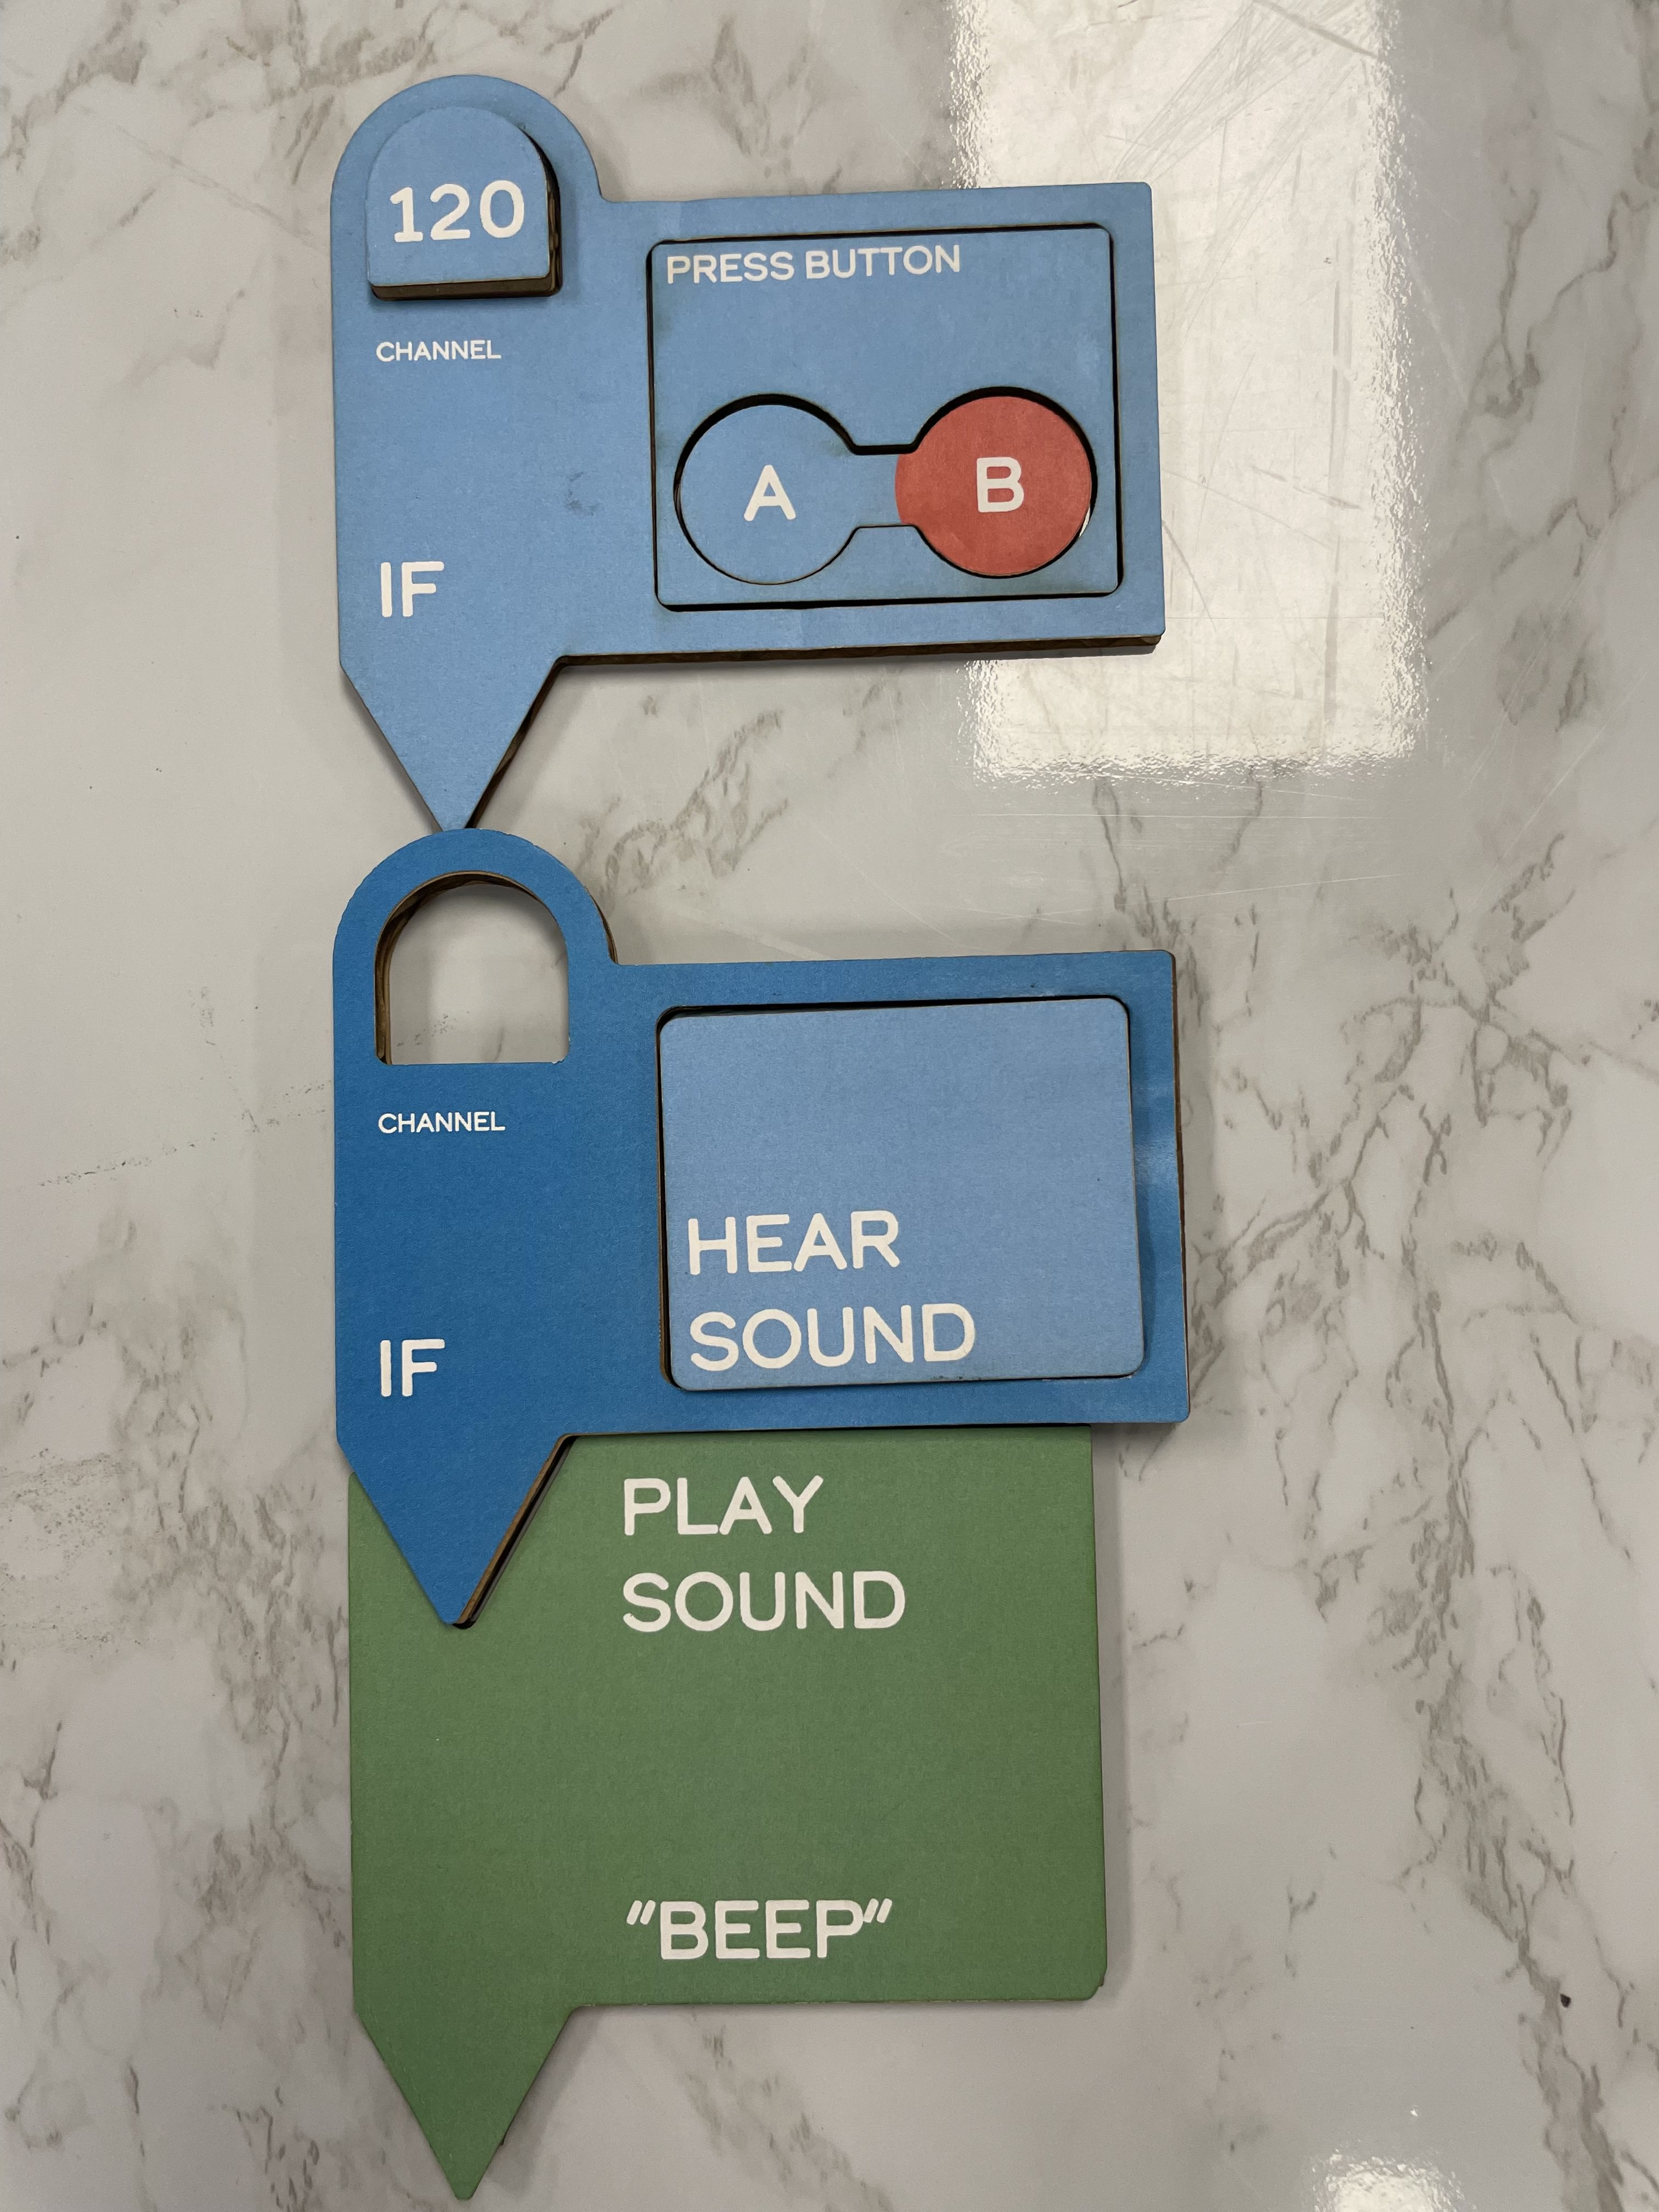 120
CHANNEL
IF
PRESS BUTTON
A B
CHANNEL
IF
HEAR
SOUND
PLAY
SOUND
"BEEP"